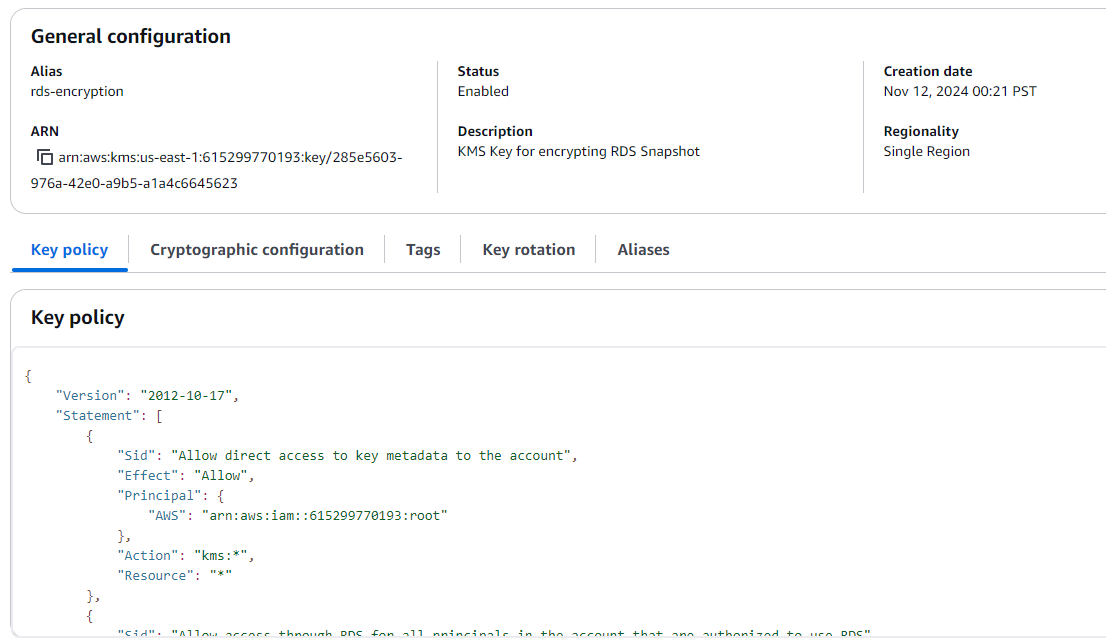 General configuration
Alias
rds-encryption
Status
Enabled
Creation date
Nov 12, 2024 00:21 PST
ARN
arn:aws:kms:us-east-1:615299770193:key/285e5603-
976a-42e0-a9b5-a1a4c6645623
Description
KMS Key for encrypting RDS Snapshot
Regionality
Single Region
Key policy
Cryptographic configuration
Tags
Key rotation
Aliases
Key policy
{
    "Version": "2012-10-17",
    "Statement": [
        {
            "Sid": "Allow direct access to key metadata to the account",
            "Effect": "Allow",
            "Principal": {
                "AWS": "arn:aws:iam::615299770193:root"
            },
            "Action": "kms:*",
            "Resource": "*"
        },
        {
            "Sid": "Allow access through RDS for all principals in the account that are authorized to use RDS"